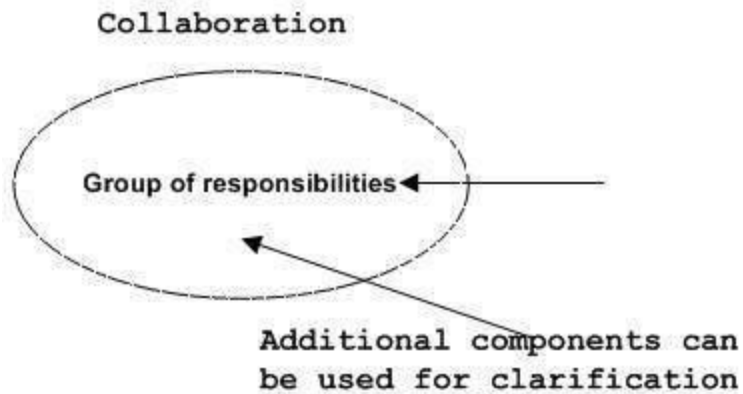 Collaboration
Group of responsibilities
Additional components can
be used for clarification